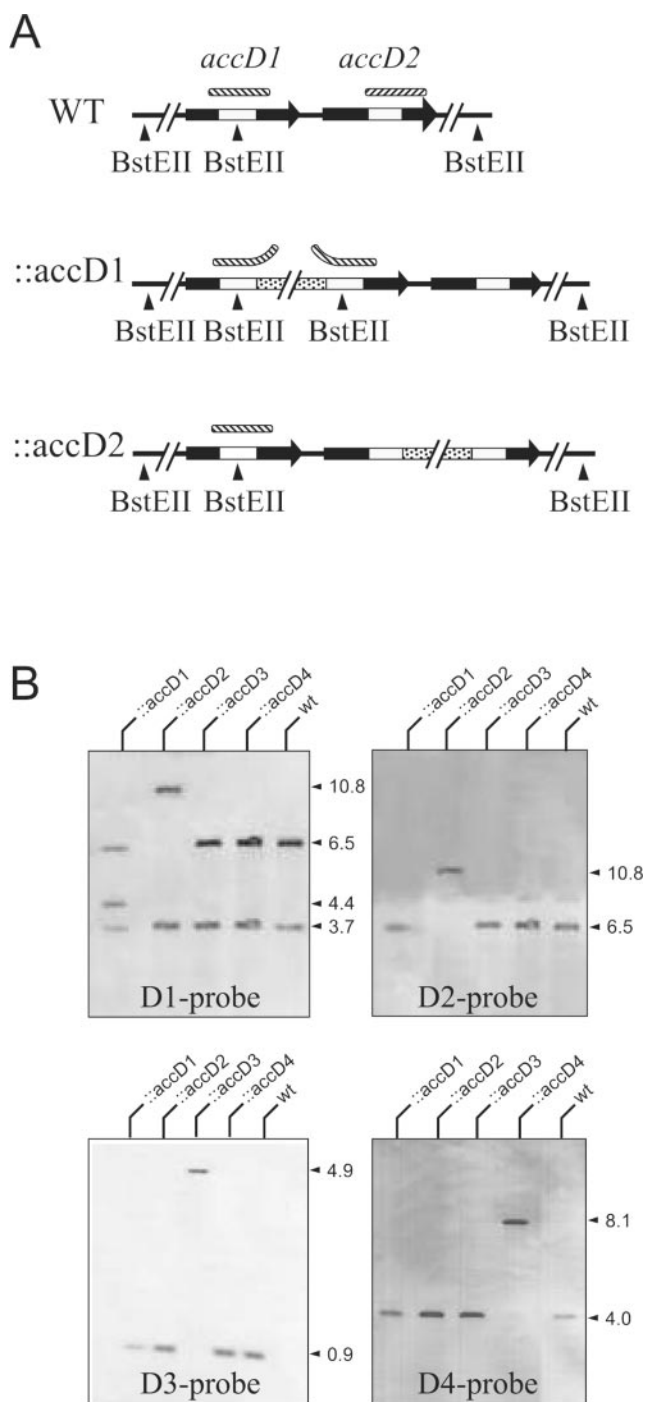 A
accD1 accD2
WT
BstEII BstEII BstEII
::accD1
BstEII BstEII BstEII BstEII
::accD2
BstEII BstEII BstEII
B
::accD1 ::accD2 ::accD3 ::accD4 wt
10.8
6.5
4.4
3.7
D1-probe
::accD1 ::accD2 ::accD3 ::accD4 wt
10.8
6.5
D2-probe
::accD1 ::accD2 ::accD3 ::accD4 wt
4.9
0.9
D3-probe
::accD1 ::accD2 ::accD3 ::accD4 wt
8.1
4.0
D4-probe